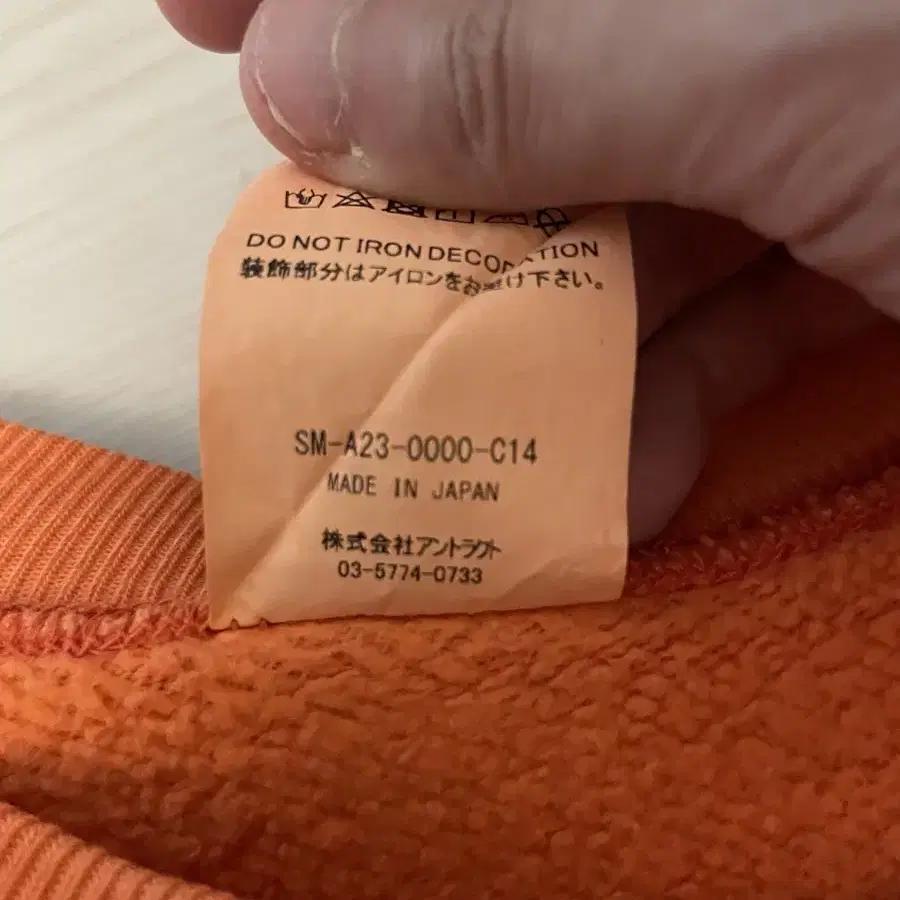 DO NOT IRON DECORATION
装飾部分はアイロンをお避け下さい。
SM-A23-0000-C14
MADE IN JAPAN
株式会社アントラクト
03-5774-0733